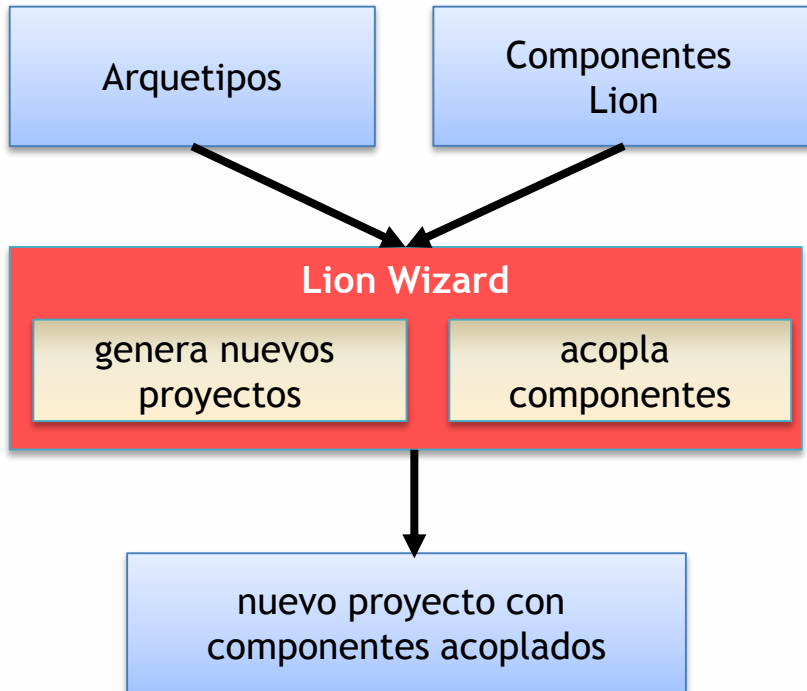 Arquetipos
Componentes
Lion
Lion Wizard
genera nuevos
proyectos
acopla
componentes
nuevo proyecto con
componentes acoplados